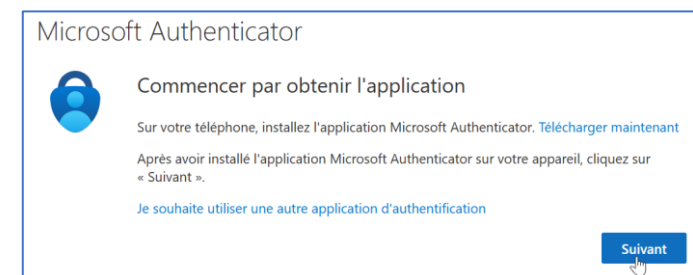 Microsoft Authenticator
Commencer par obtenir l'application
Sur votre téléphone, installez l'application Microsoft Authenticator. Télécharger maintenant
Après avoir installé l'application Microsoft Authenticator sur votre appareil, cliquez sur
« Suivant ».
Je souhaite utiliser une autre application d'authentification
Suivant